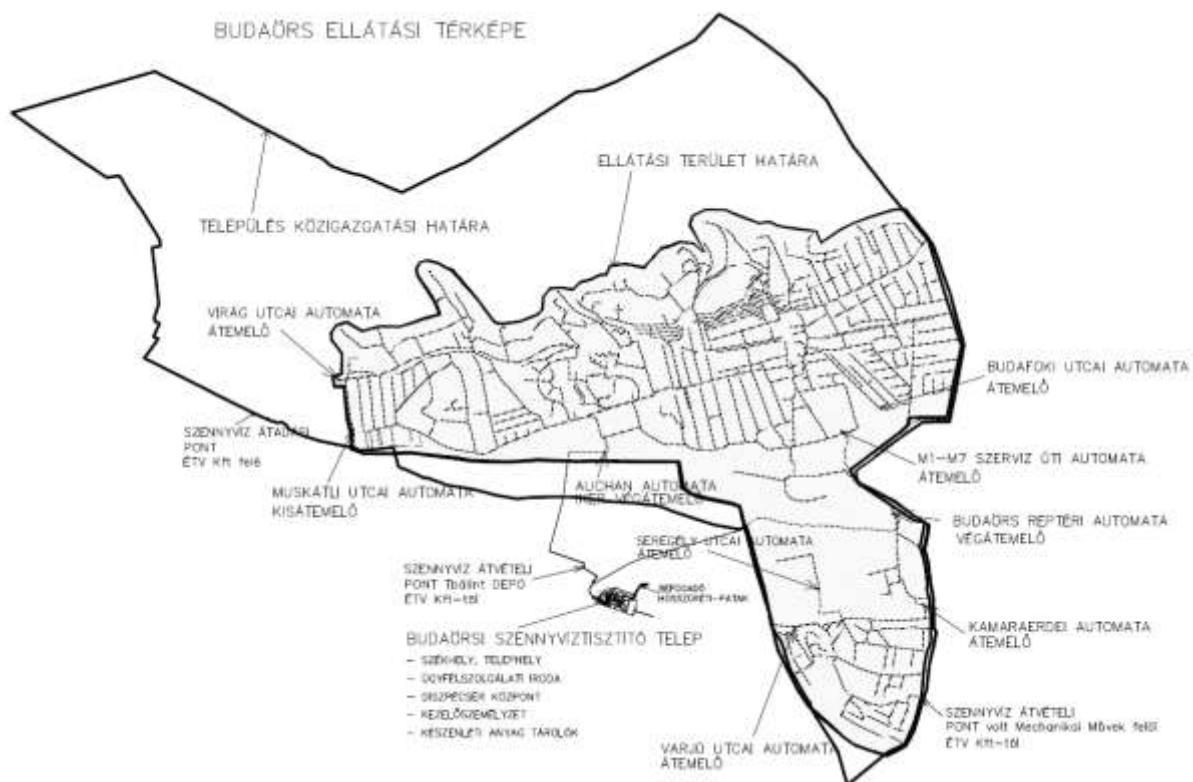 BUDAÖRS ELLÁTÁSI TÉRKÉPE
ELLÁTÁSI TERÜLET HATÁRA
TELEPÜLÉS KÖZIGAZGATÁSI HATÁRA
VIRÁG UTCAI AUTOMATA
ÁTEMELŐ
BUDAFOKI UTCAI AUTOMATA
ÁTEMELŐ
SZENNYVÍZ ÁTADÁSI
PONT
ÉTV Kft felé
M1-M7 SZERVIZ ÚTI AUTOMATA
ÁTEMELŐ
MUSKÁTLI UTCAI AUTOMATA
KISÁTEMELŐ
AUCHAN AUTOMATA
IKER VÉGÁTEMELŐ
BUDAÖRS REPTÉRI AUTOMATA
VÉGÁTEMELŐ
SEREGÉLY UTCAI AUTOMATA
ÁTEMELŐ
SZENNYVÍZ ÁTVÉTELI
PONT Tbálint DEPO
ÉTV Kft-től
BEFOGADÓ
HOSSZÚRÉTI-PATAK
KAMARAERDEI AUTOMATA
ÁTEMELŐ
BUDAÖRSI SZENNYVÍZTISZTÍTÓ TELEP
- SZÉKHELY, TELEPHELY
- ÜGYFÉLSZOLGÁLATI IRODA
- DISZPÉCSER KÖZPONT
- KEZELŐSZEMÉLYZET
- KÉSZENLÉTI ANYAG TÁROLÓK
SZENNYVÍZ ÁTVÉTELI
PONT volt Mechanikai Művek felől
ÉTV Kft-től
VARJÚ UTCAI AUTOMATA
ÁTEMELŐ